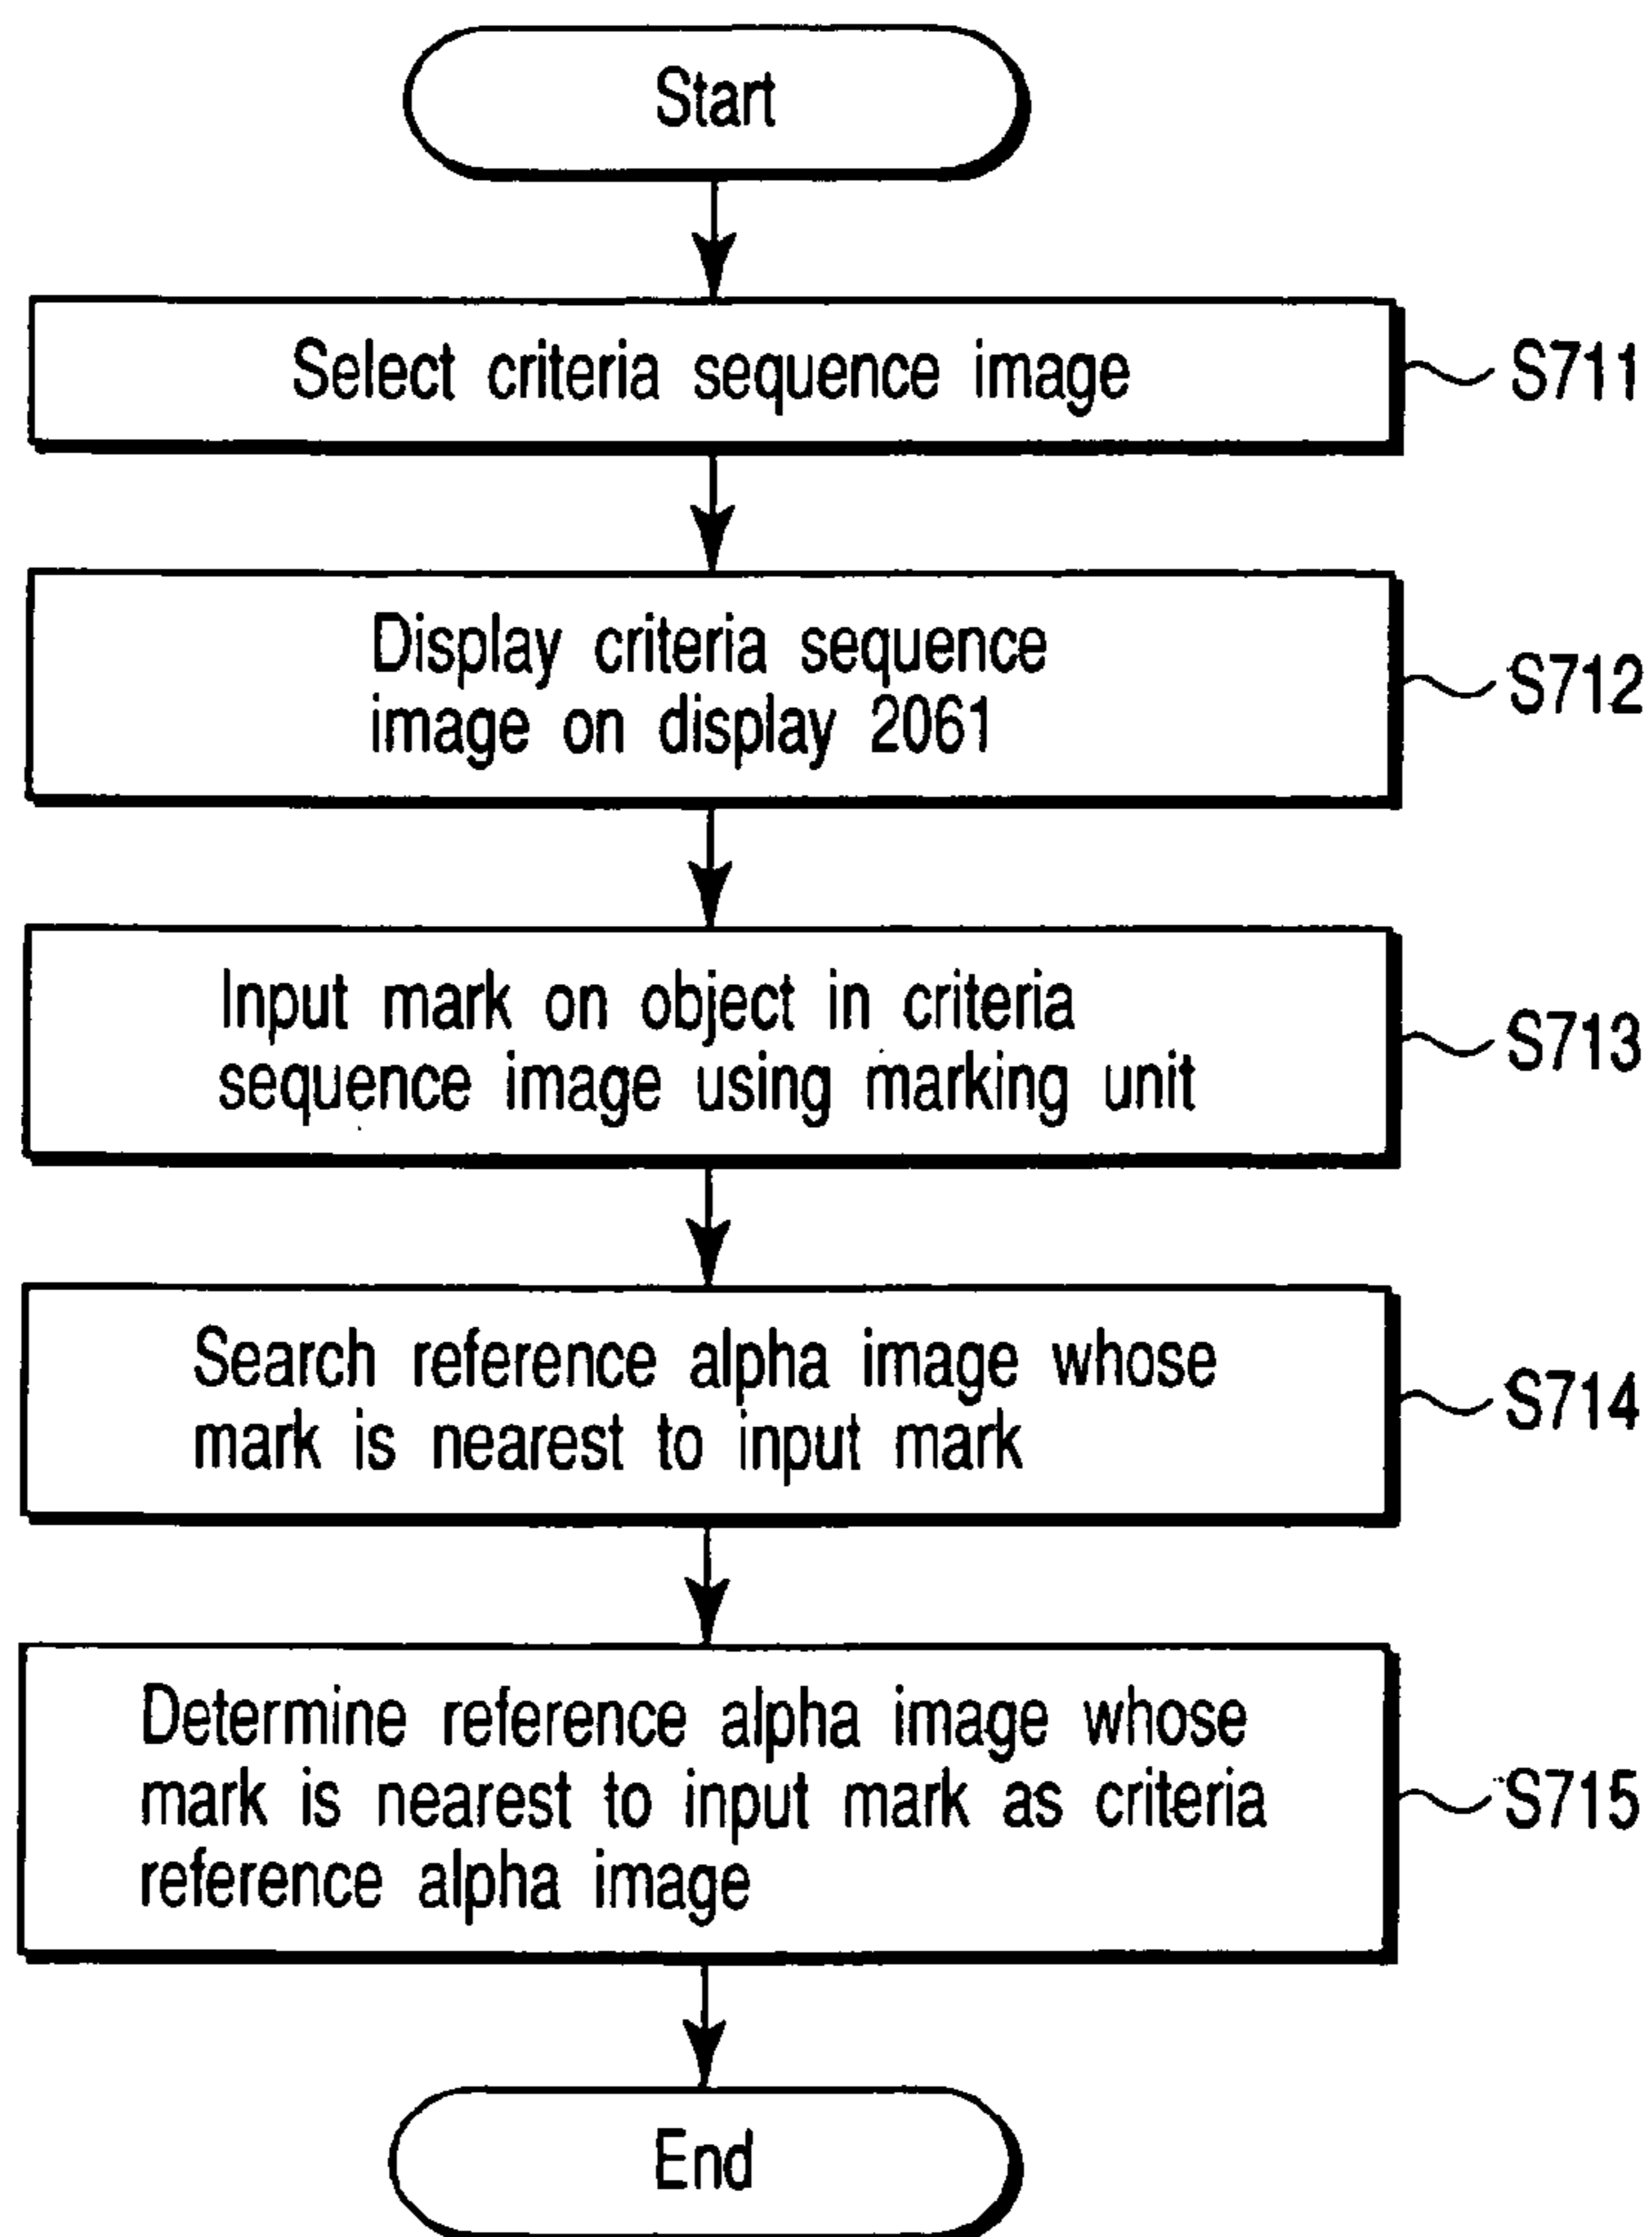 Start
Select criteria sequence image
S711
Display criteria sequence
image on display 2061
S712
Input mark on object in criteria
sequence image using marking unit
S713
Search reference alpha image whose
mark is nearest to input mark
S714
Determine reference alpha image whose
mark is nearest to input mark as criteria
reference alpha image
S715
End